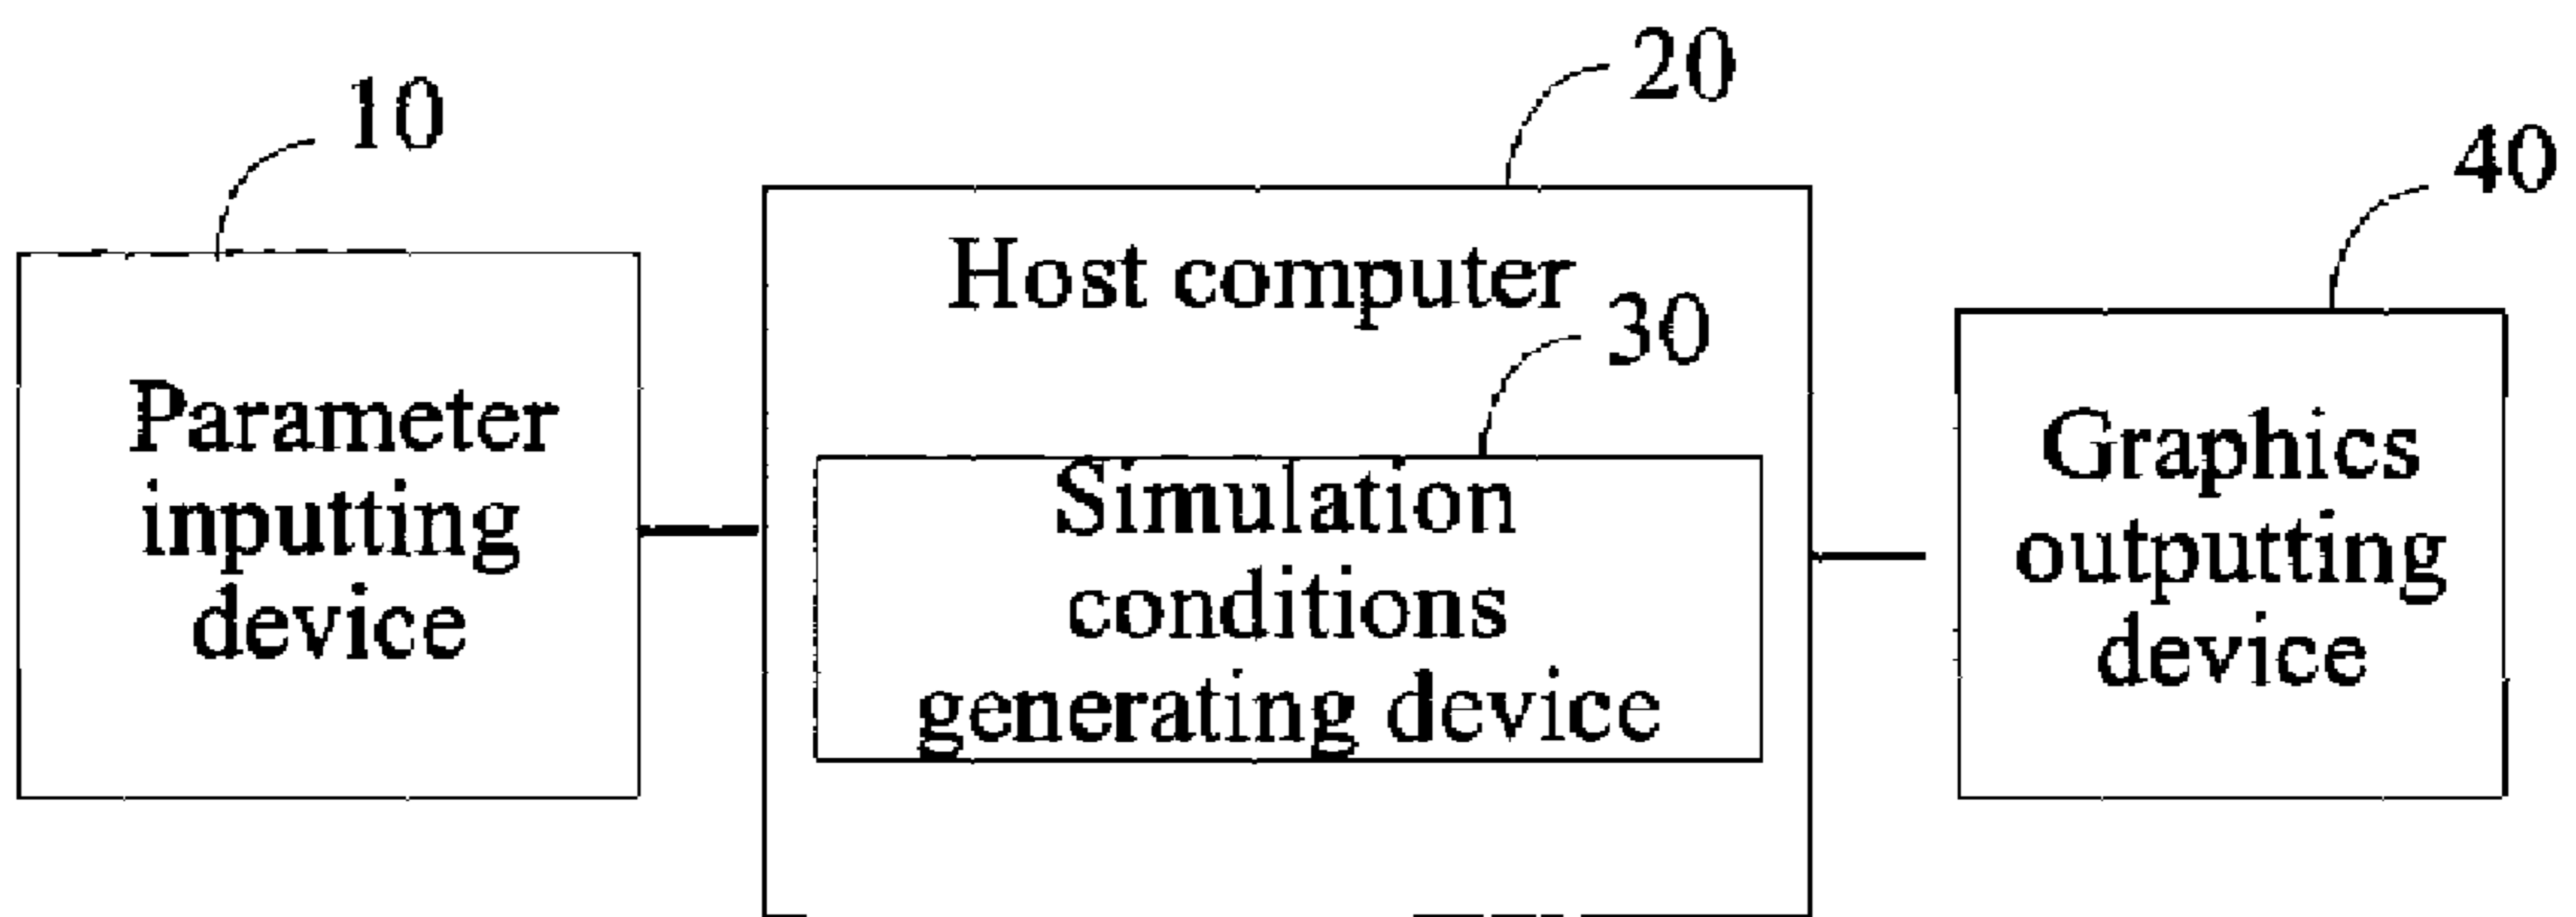 10
20
40
Parameter
inputting
device
Host computer
30
Simulation
conditions
generating device
Graphics
outputting
device